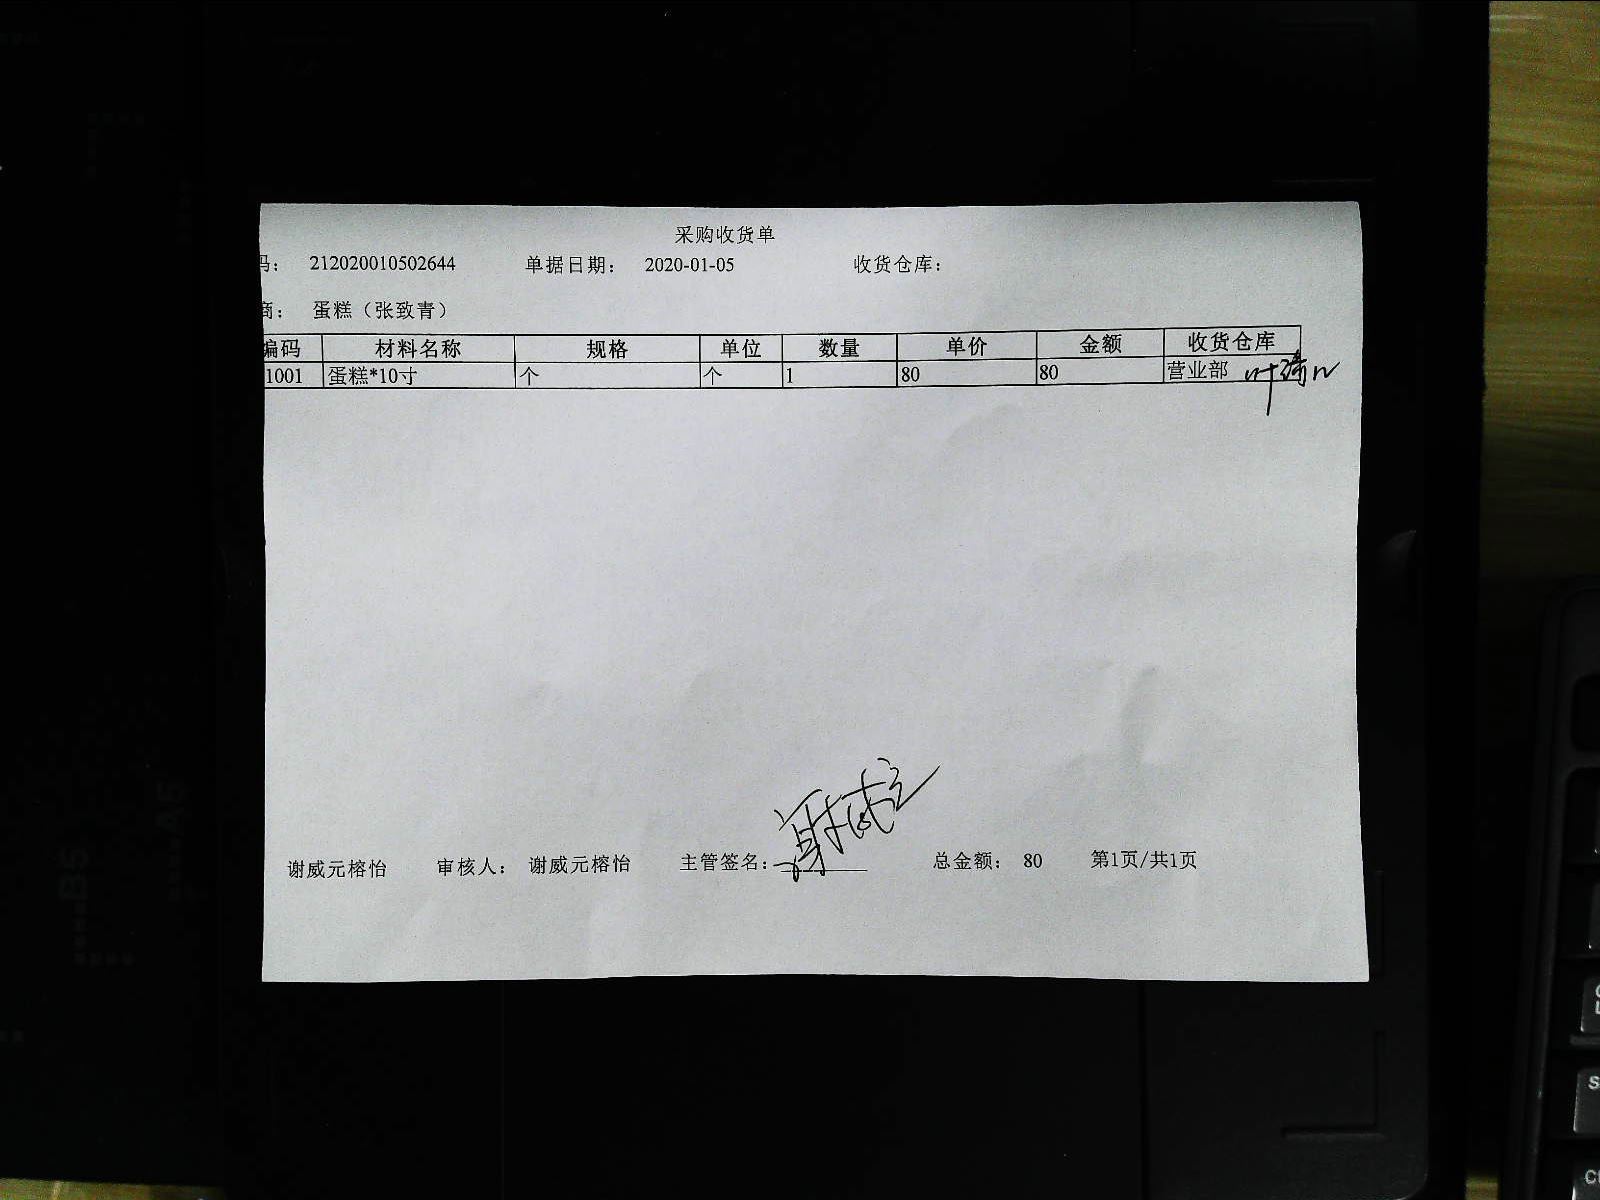 采购收货单
码： 212020010502644 单据日期： 2020-01-05 收货仓库：
商： 蛋糕（张致青）
编码 材料名称 规格 单位 数量 单价 金额 收货仓库
1001 蛋糕*10寸 个 个 1 80 80 营业部
谢威元榕怡 审核人： 谢威元榕怡 主管签名： 总金额： 80 第1页/共1页
B5
A5